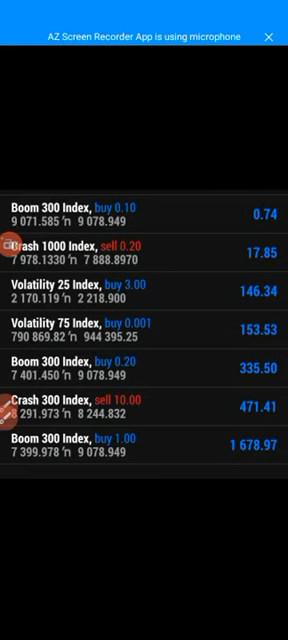 AZ Screen Recorder App is using microphone
Boom 300 Index, buy 0.10
9 071.585 'n 9 078.949
0.74
Crash 1000 Index, sell 0.20
7 978.1330 'n 7 888.8970
17.85
Volatility 25 Index, buy 3.00
2 170.119 'n 2 218.900
146.34
Volatility 75 Index, buy 0.001
790 869.82 'n 944 395.25
153.53
Boom 300 Index, buy 0.20
7 401.450 'n 9 078.949
335.50
Crash 300 Index, sell 10.00
8 291.973 'n 8 244.832
471.41
Boom 300 Index, buy 1.00
7 399.978 'n 9 078.949
1 678.97